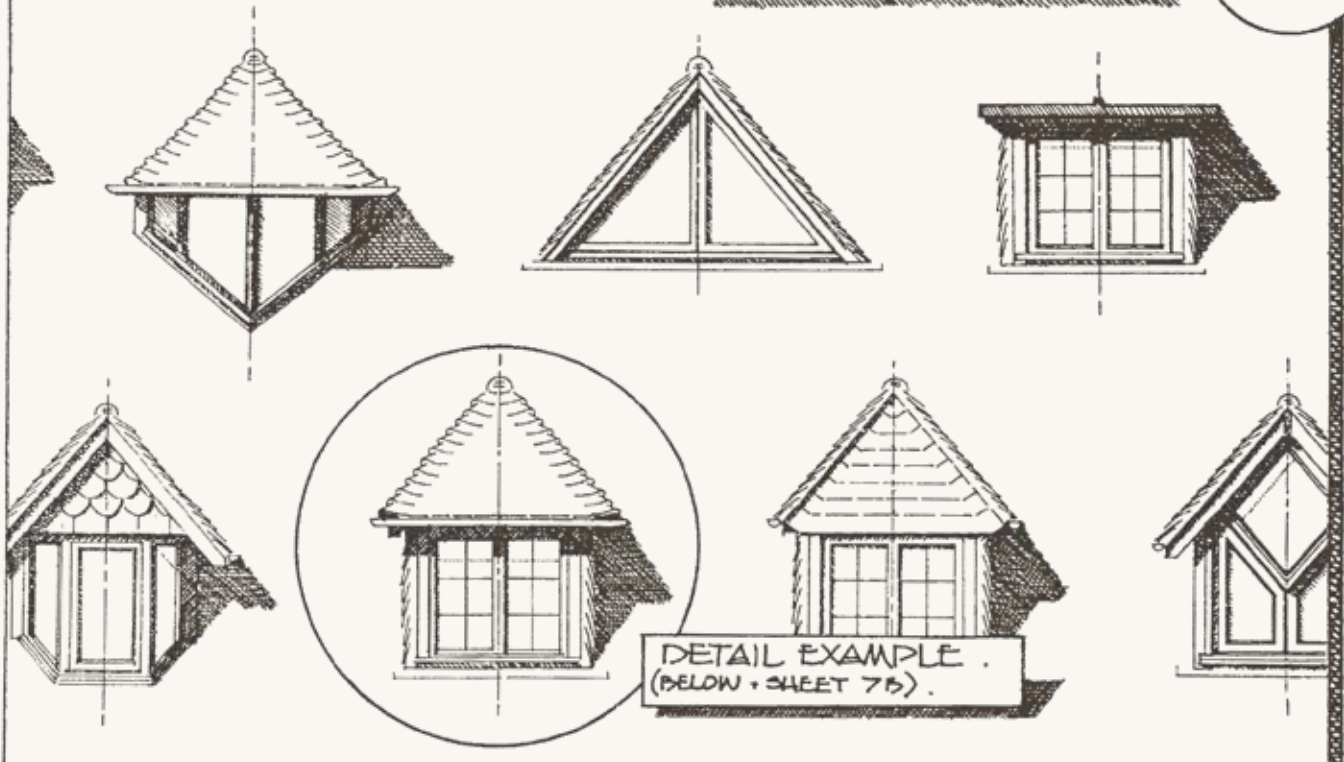 DETAIL EXAMPLE .
(BELOW + SHEET 7B) .